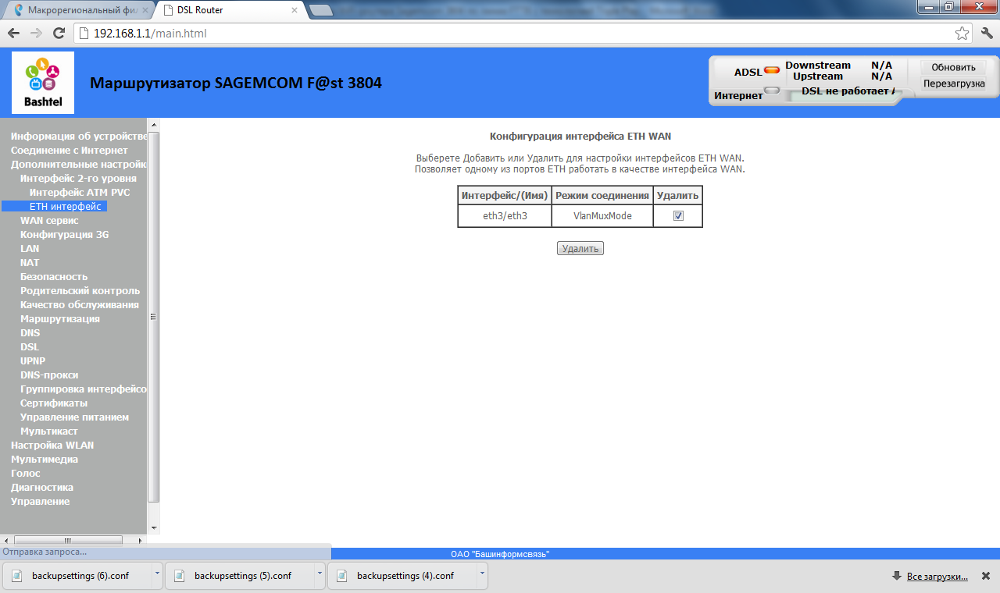 Макрорегиональный фил
DSL Router
192.168.1.1/main.html
Bashtel
Маршрутизатор SAGEMCOM F@st 3804
ADSL
Downstream N/A
Upstream N/A
Интернет
DSL не работает
Обновить
Перезагрузка
Информация об устройстве
Соединение с Интернет
Дополнительные настройк
Интерфейс 2-го уровня
Интерфейс ATM PVC
ETH интерфейс
WAN сервис
Конфигурация 3G
LAN
NAT
Безопасность
Родительский контроль
Качество обслуживания
Маршрутизация
DNS
DSL
UPNP
DNS-прокси
Группировка интерфейсо
Сертификаты
Управление питанием
Мультикаст
Настройка WLAN
Мультимедиа
Голос
Диагностика
Управление
Конфигурация интерфейса ETH WAN
Выберете Добавить или Удалить для настройки интерфейсов ETH WAN.
Позволяет одному из портов ETH работать в качестве интерфейса WAN.
Интерфейс/(Имя) Режим соединения Удалить
eth3/eth3 VlanMuxMode
Удалить
Отправка запроса...
ОАО "Башинформсвязь"
backupsettings (6).conf
backupsettings (5).conf
backupsettings (4).conf
Все загрузки...